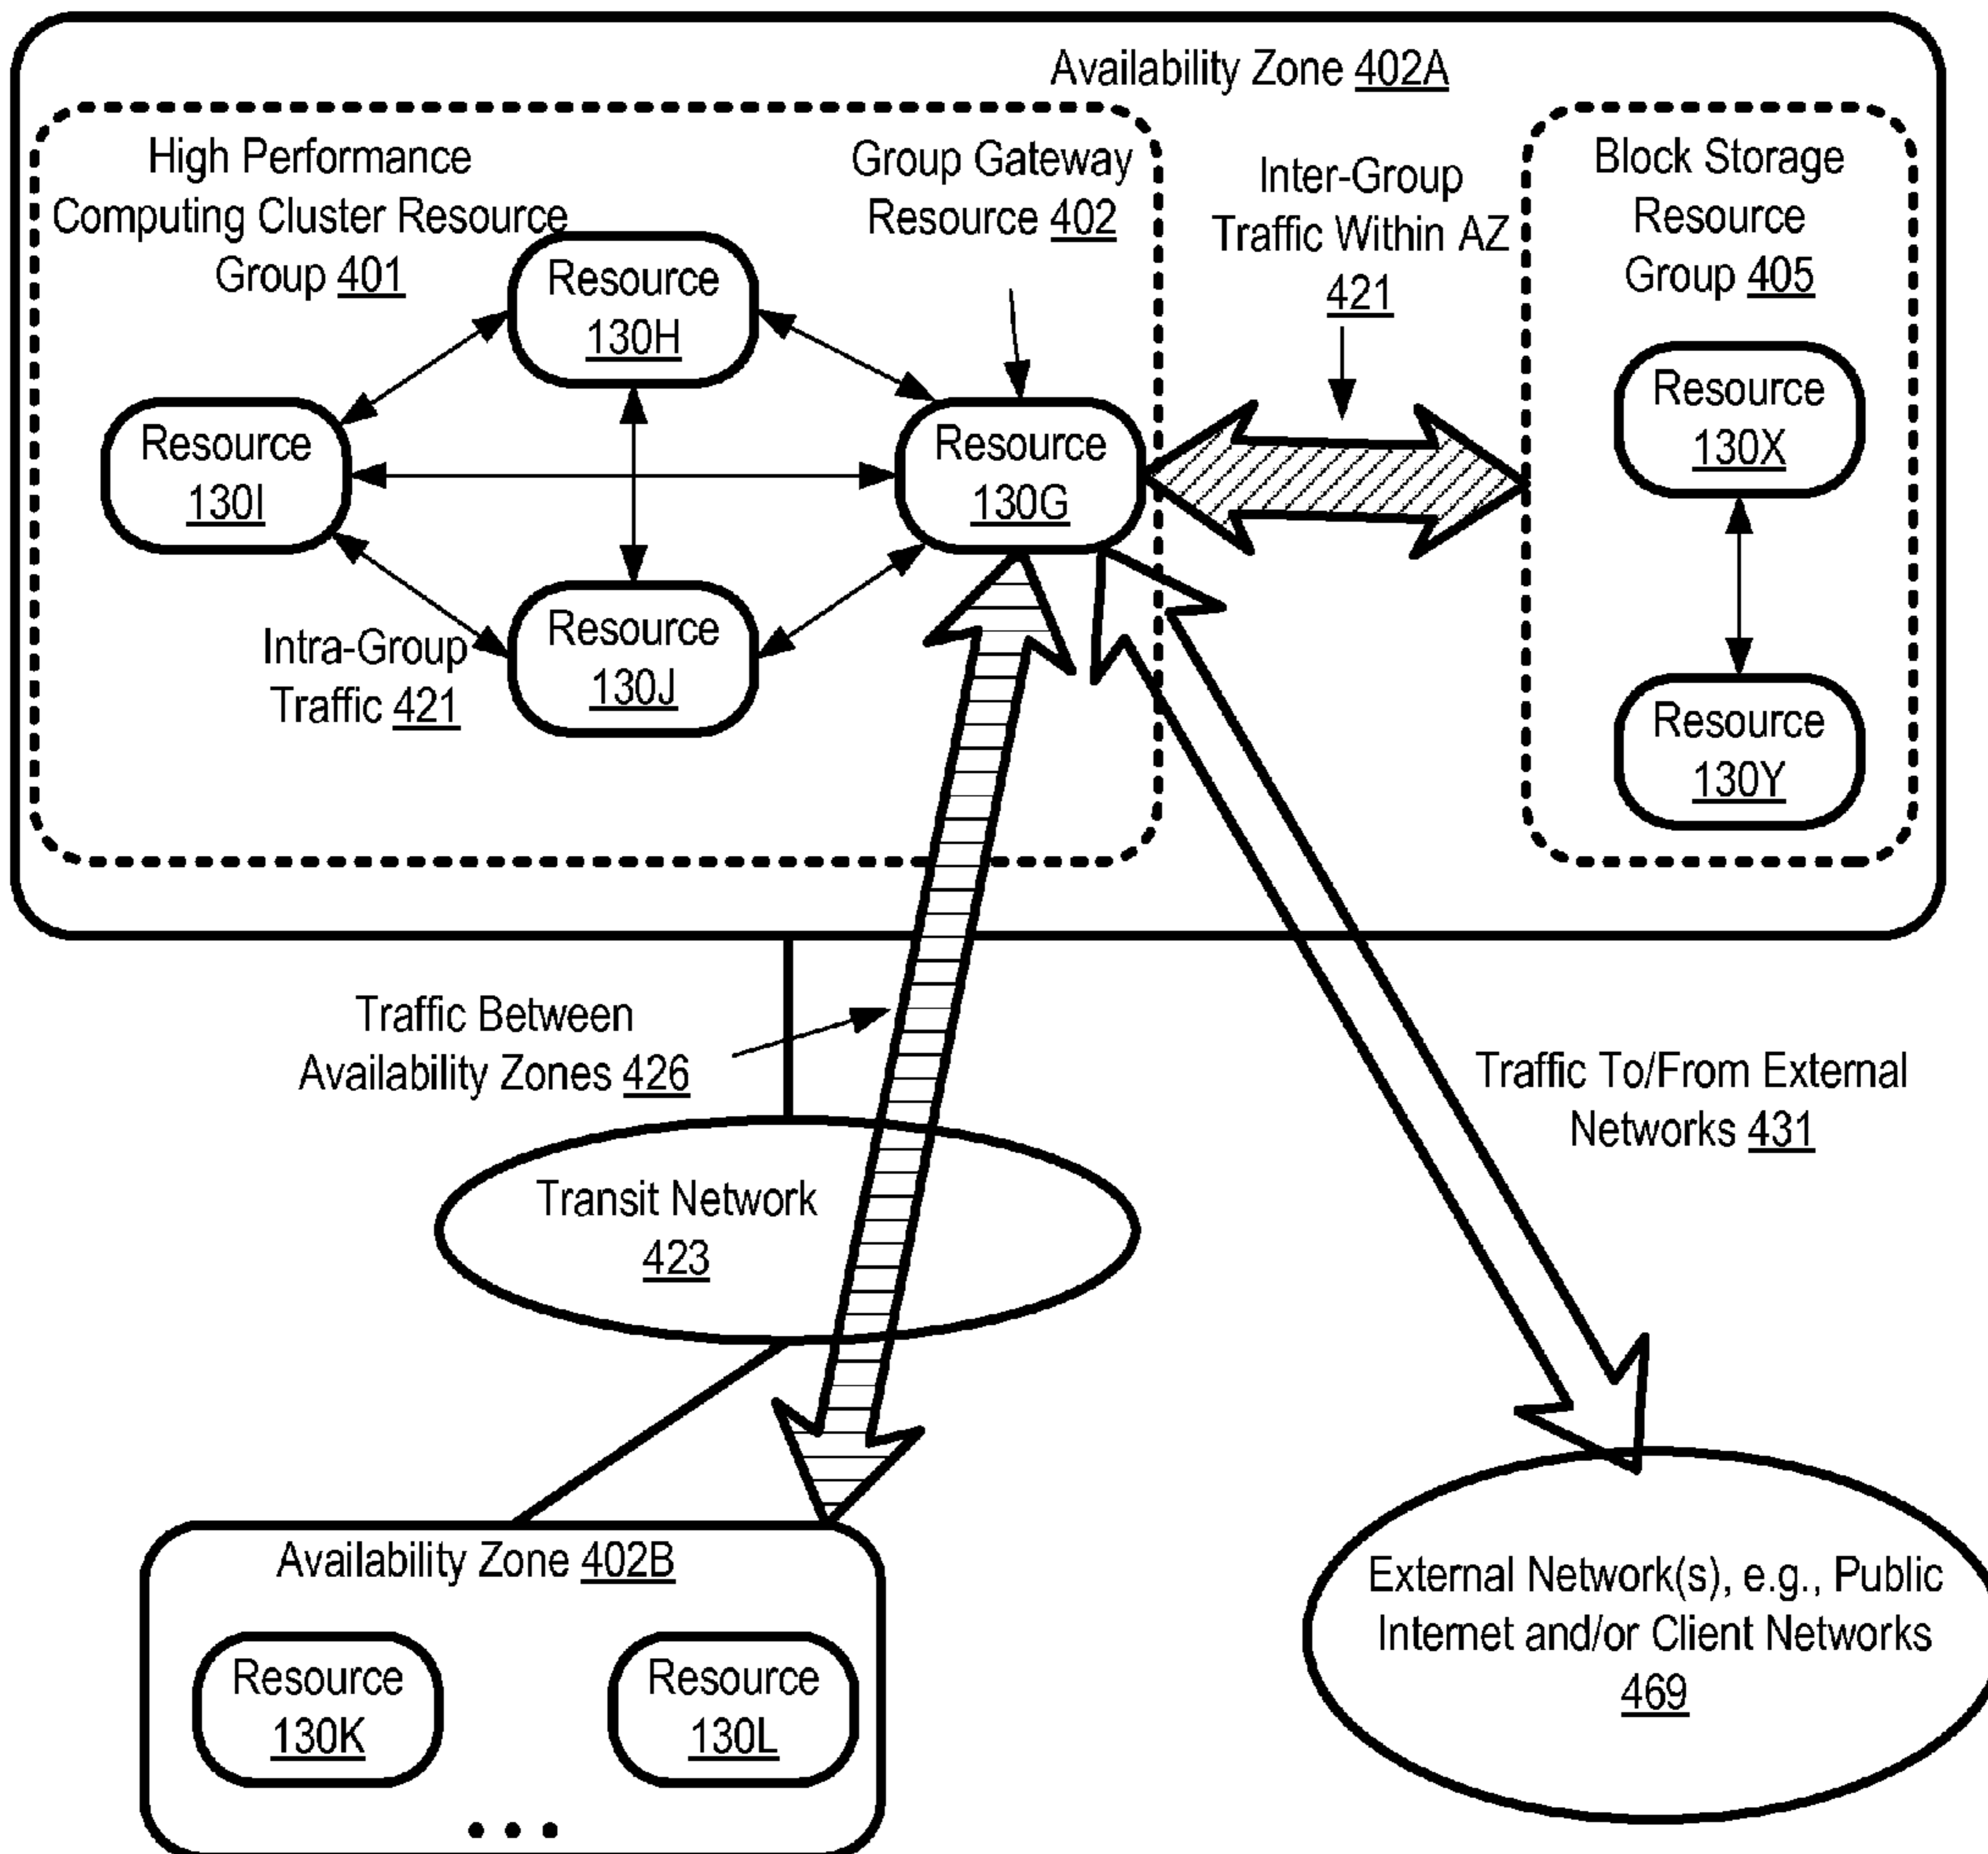 Availability Zone 402A
High Performance
Computing Cluster Resource
Group 401
Group Gateway
Resource 402
Inter-Group
Traffic Within AZ
421
Block Storage
Resource
Group 405
Resource
130H
Resource
130I
Resource
130G
Resource
130X
Intra-Group
Traffic 421
Resource
130J
Resource
130Y
Traffic Between
Availability Zones 426
Traffic To/From External
Networks 431
Transit Network
423
Availability Zone 402B
Resource
130K
Resource
130L
• • •
External Network(s), e.g., Public
Internet and/or Client Networks
469